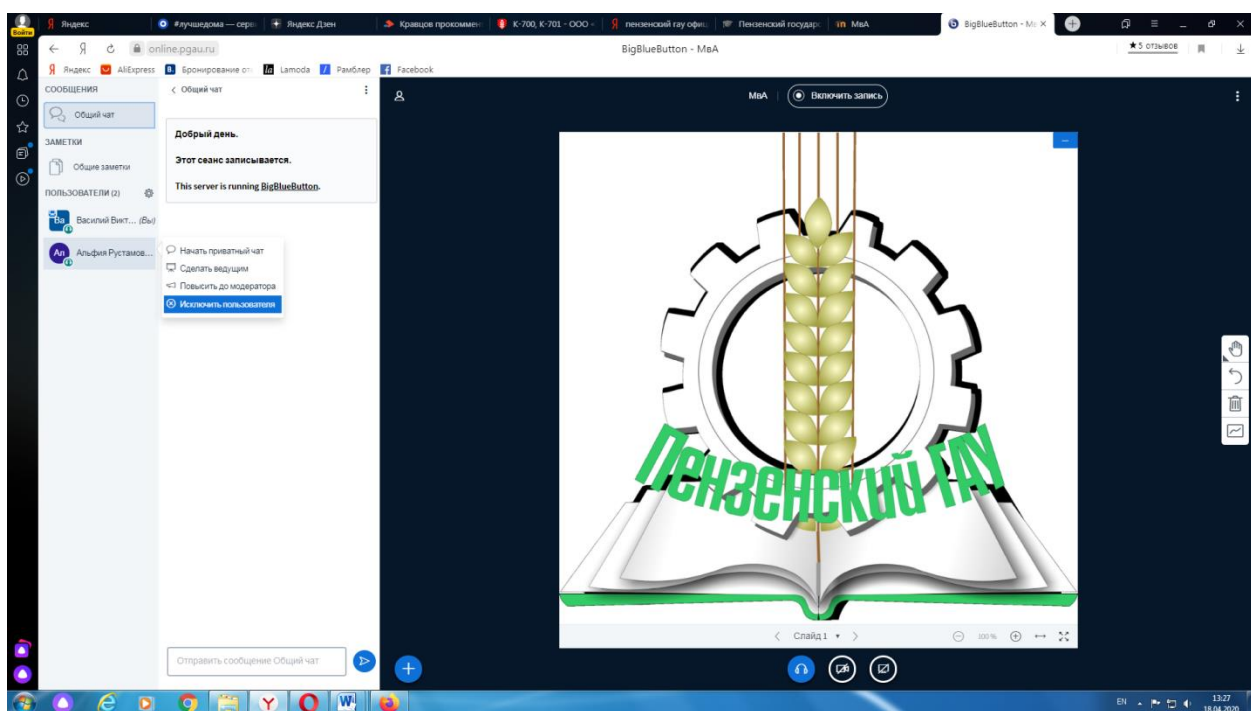 Войти
Яндекс
#лучшедома — серв
Яндекс Дзен
Кравцов прокоммен
К-700, К-701 - ООО -
пензенский гау офиц
Пензенский государс
МвА
BigBlueButton - Мв
online.pgau.ru
BigBlueButton - МвА
★5 отзывов
Яндекс
AliExpress
Бронирование от
Lamoda
Рамблер
Facebook
СООБЩЕНИЯ
Общий чат
ЗАМЕТКИ
Общие заметки
ПОЛЬЗОВАТЕЛИ (2)
Ва
Василий Викт... (Вы)
Ал
Альфия Рустамов...
Общий чат
Добрый день.
Этот сеанс записывается.
This server is running BigBlueButton.
Начать приватный чат
Сделать ведущим
Повысить до модератора
Исключить пользователя
Отправить сообщение Общий чат
МвА
Включить запись
Пензенский ГАУ
Слайд 1
100%
EN
13:27
18.04.2020